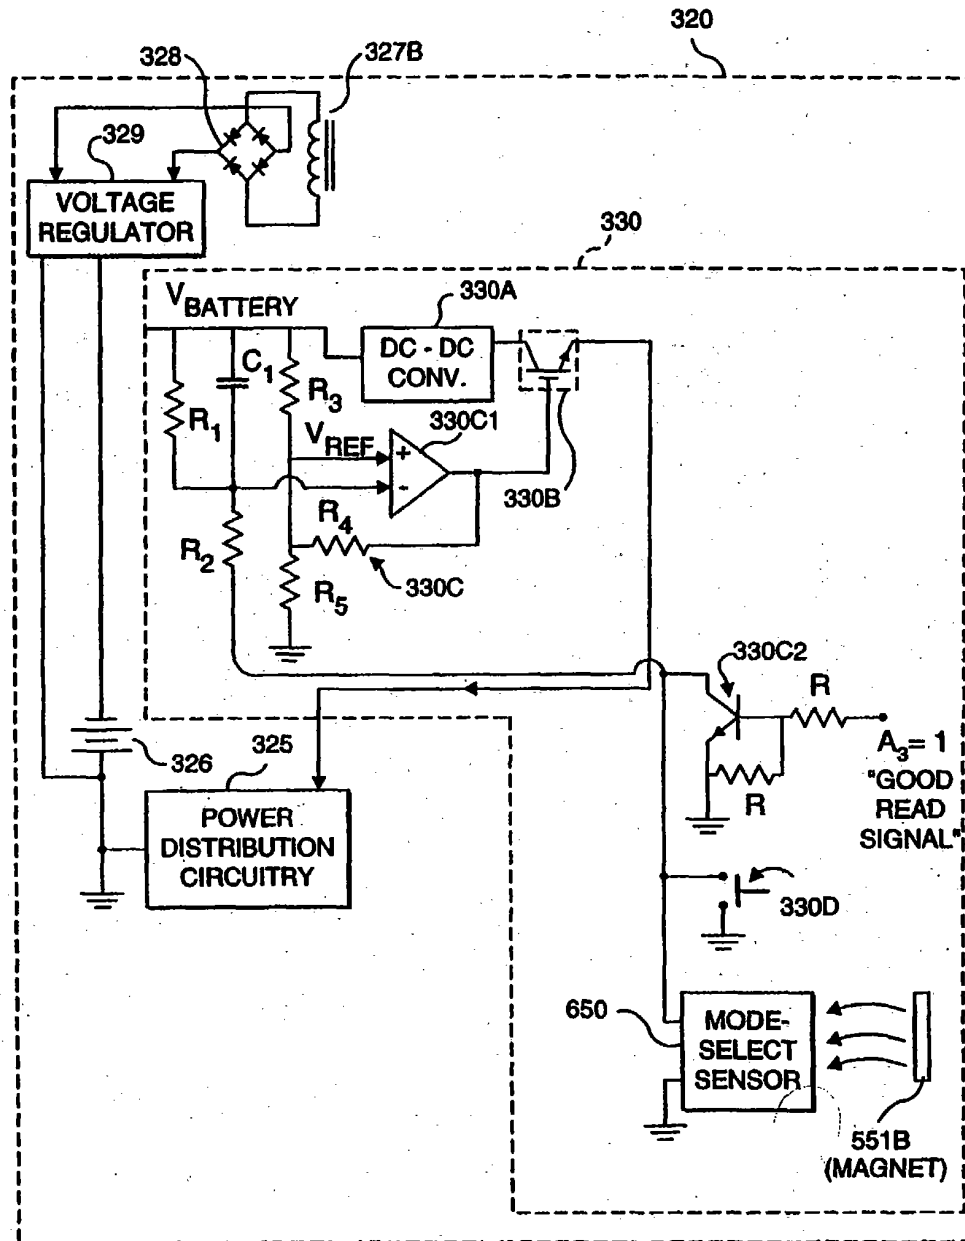 320
328
327B
329
VOLTAGE
REGULATOR
330
V BATTERY
330A
DC - DC
CONV.
C1
R3
R1
330C1
VREF
+
-
330B
R4
R2
330C
R5
330C2
R
A3= 1
"GOOD
READ
SIGNAL"
R
326
325
POWER
DISTRIBUTION
CIRCUITRY
330D
650
MODE-
SELECT
SENSOR
551B
(MAGNET)